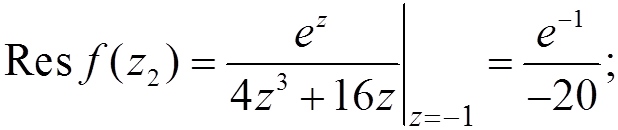 Res f(z₂) = e^z / (4z³ + 16z) |_{z=−1} = e^{−1} / −20;